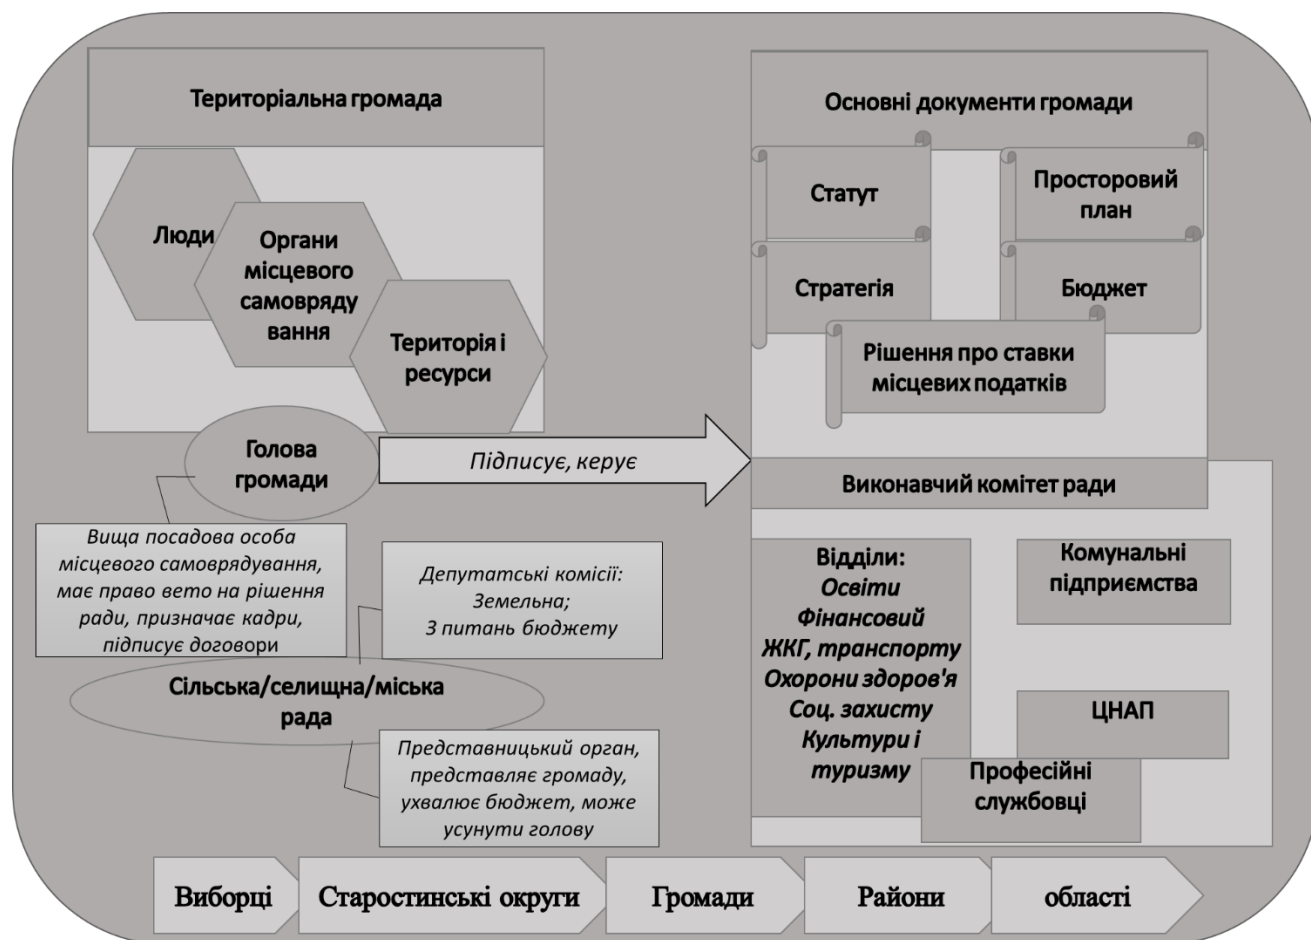 Територіальна громада
Люди
Органи
місцевого
самовряду
вання
Територія і
ресурси
Голова
громади
Підписує, керує
Вища посадова особа
місцевого самоврядування,
має право вето на рішення
ради, призначає кадри,
підписує договори
Депутатські комісії:
Земельна;
З питань бюджету
Сільська/селищна/міська
рада
Представницький орган,
представляє громаду,
ухвалює бюджет, може
усунути голову
Основні документи громади
Статут
Просторовий
план
Стратегія
Бюджет
Рішення про ставки
місцевих податків
Виконавчий комітет ради
Відділи:
Освіти
Фінансовий
ЖКГ, транспорту
Охорони здоров'я
Соц. захисту
Культури і
туризму
Комунальні
підприємства
ЦНАП
Професійні
службовці
Виборці
Старостинські округи
Громади
Райони
області